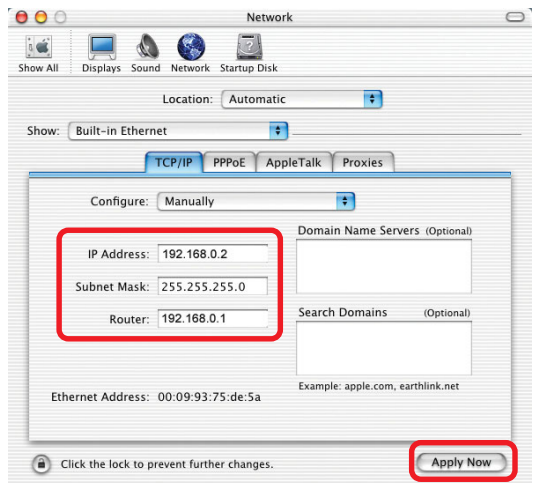 Network
Show All Displays Sound Network Startup Disk
Location: Automatic
Show: Built-in Ethernet
TCP/IP PPPoE AppleTalk Proxies
Configure: Manually
Domain Name Servers (Optional)
IP Address: 192.168.0.2
Subnet Mask: 255.255.255.0
Router: 192.168.0.1
Search Domains (Optional)
Example: apple.com, earthlink.net
Ethernet Address: 00:09:93:75:de:5a
Click the lock to prevent further changes.
Apply Now